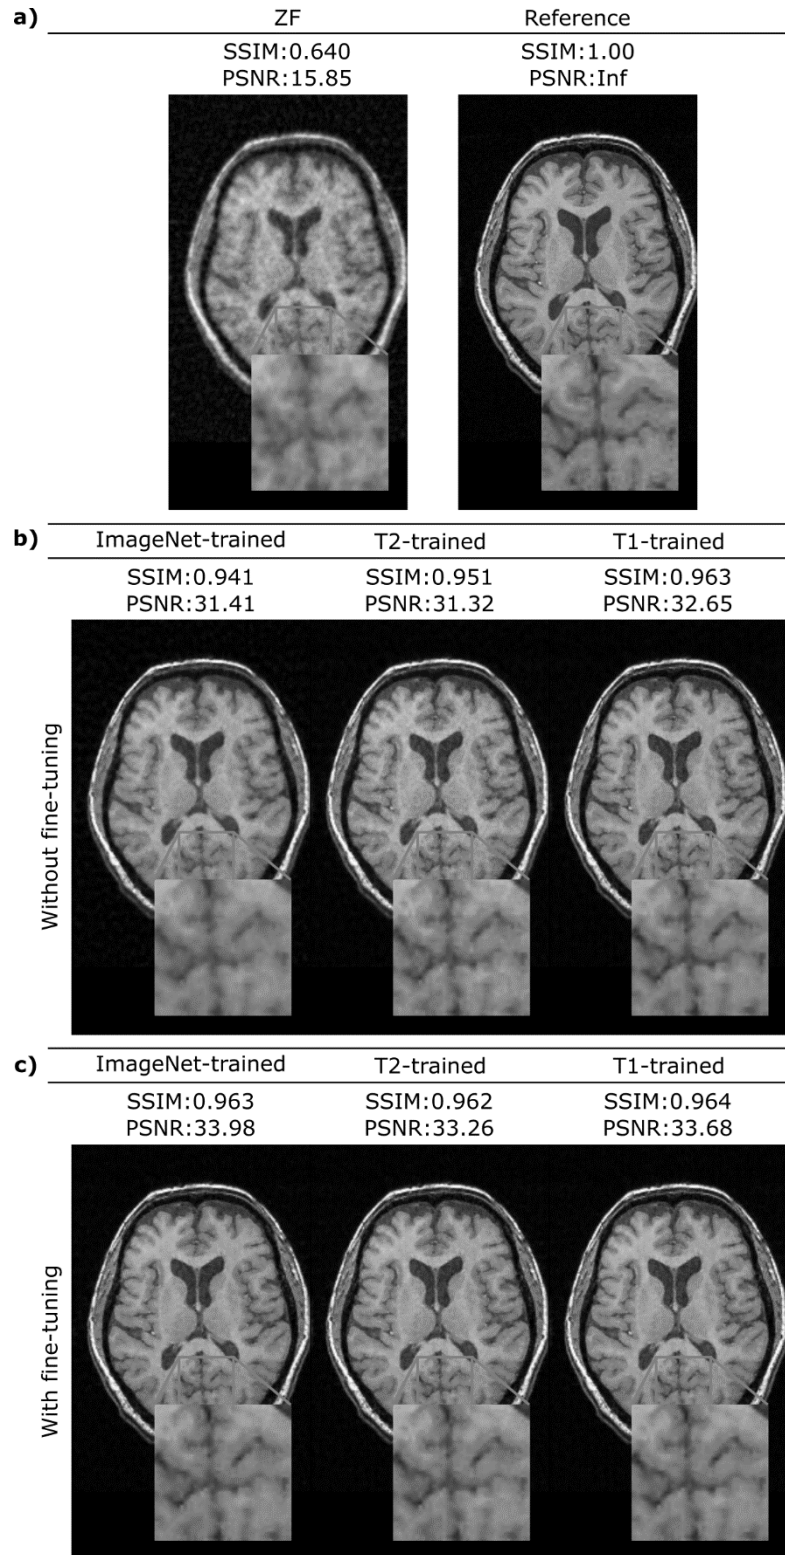 a) ZF Reference
SSIM:0.640 SSIM:1.00
PSNR:15.85 PSNR:Inf
b) ImageNet-trained T2-trained T1-trained
SSIM:0.941 SSIM:0.951 SSIM:0.963
PSNR:31.41 PSNR:31.32 PSNR:32.65
Without fine-tuning
c) ImageNet-trained T2-trained T1-trained
SSIM:0.963 SSIM:0.962 SSIM:0.964
PSNR:33.98 PSNR:33.26 PSNR:33.68
With fine-tuning